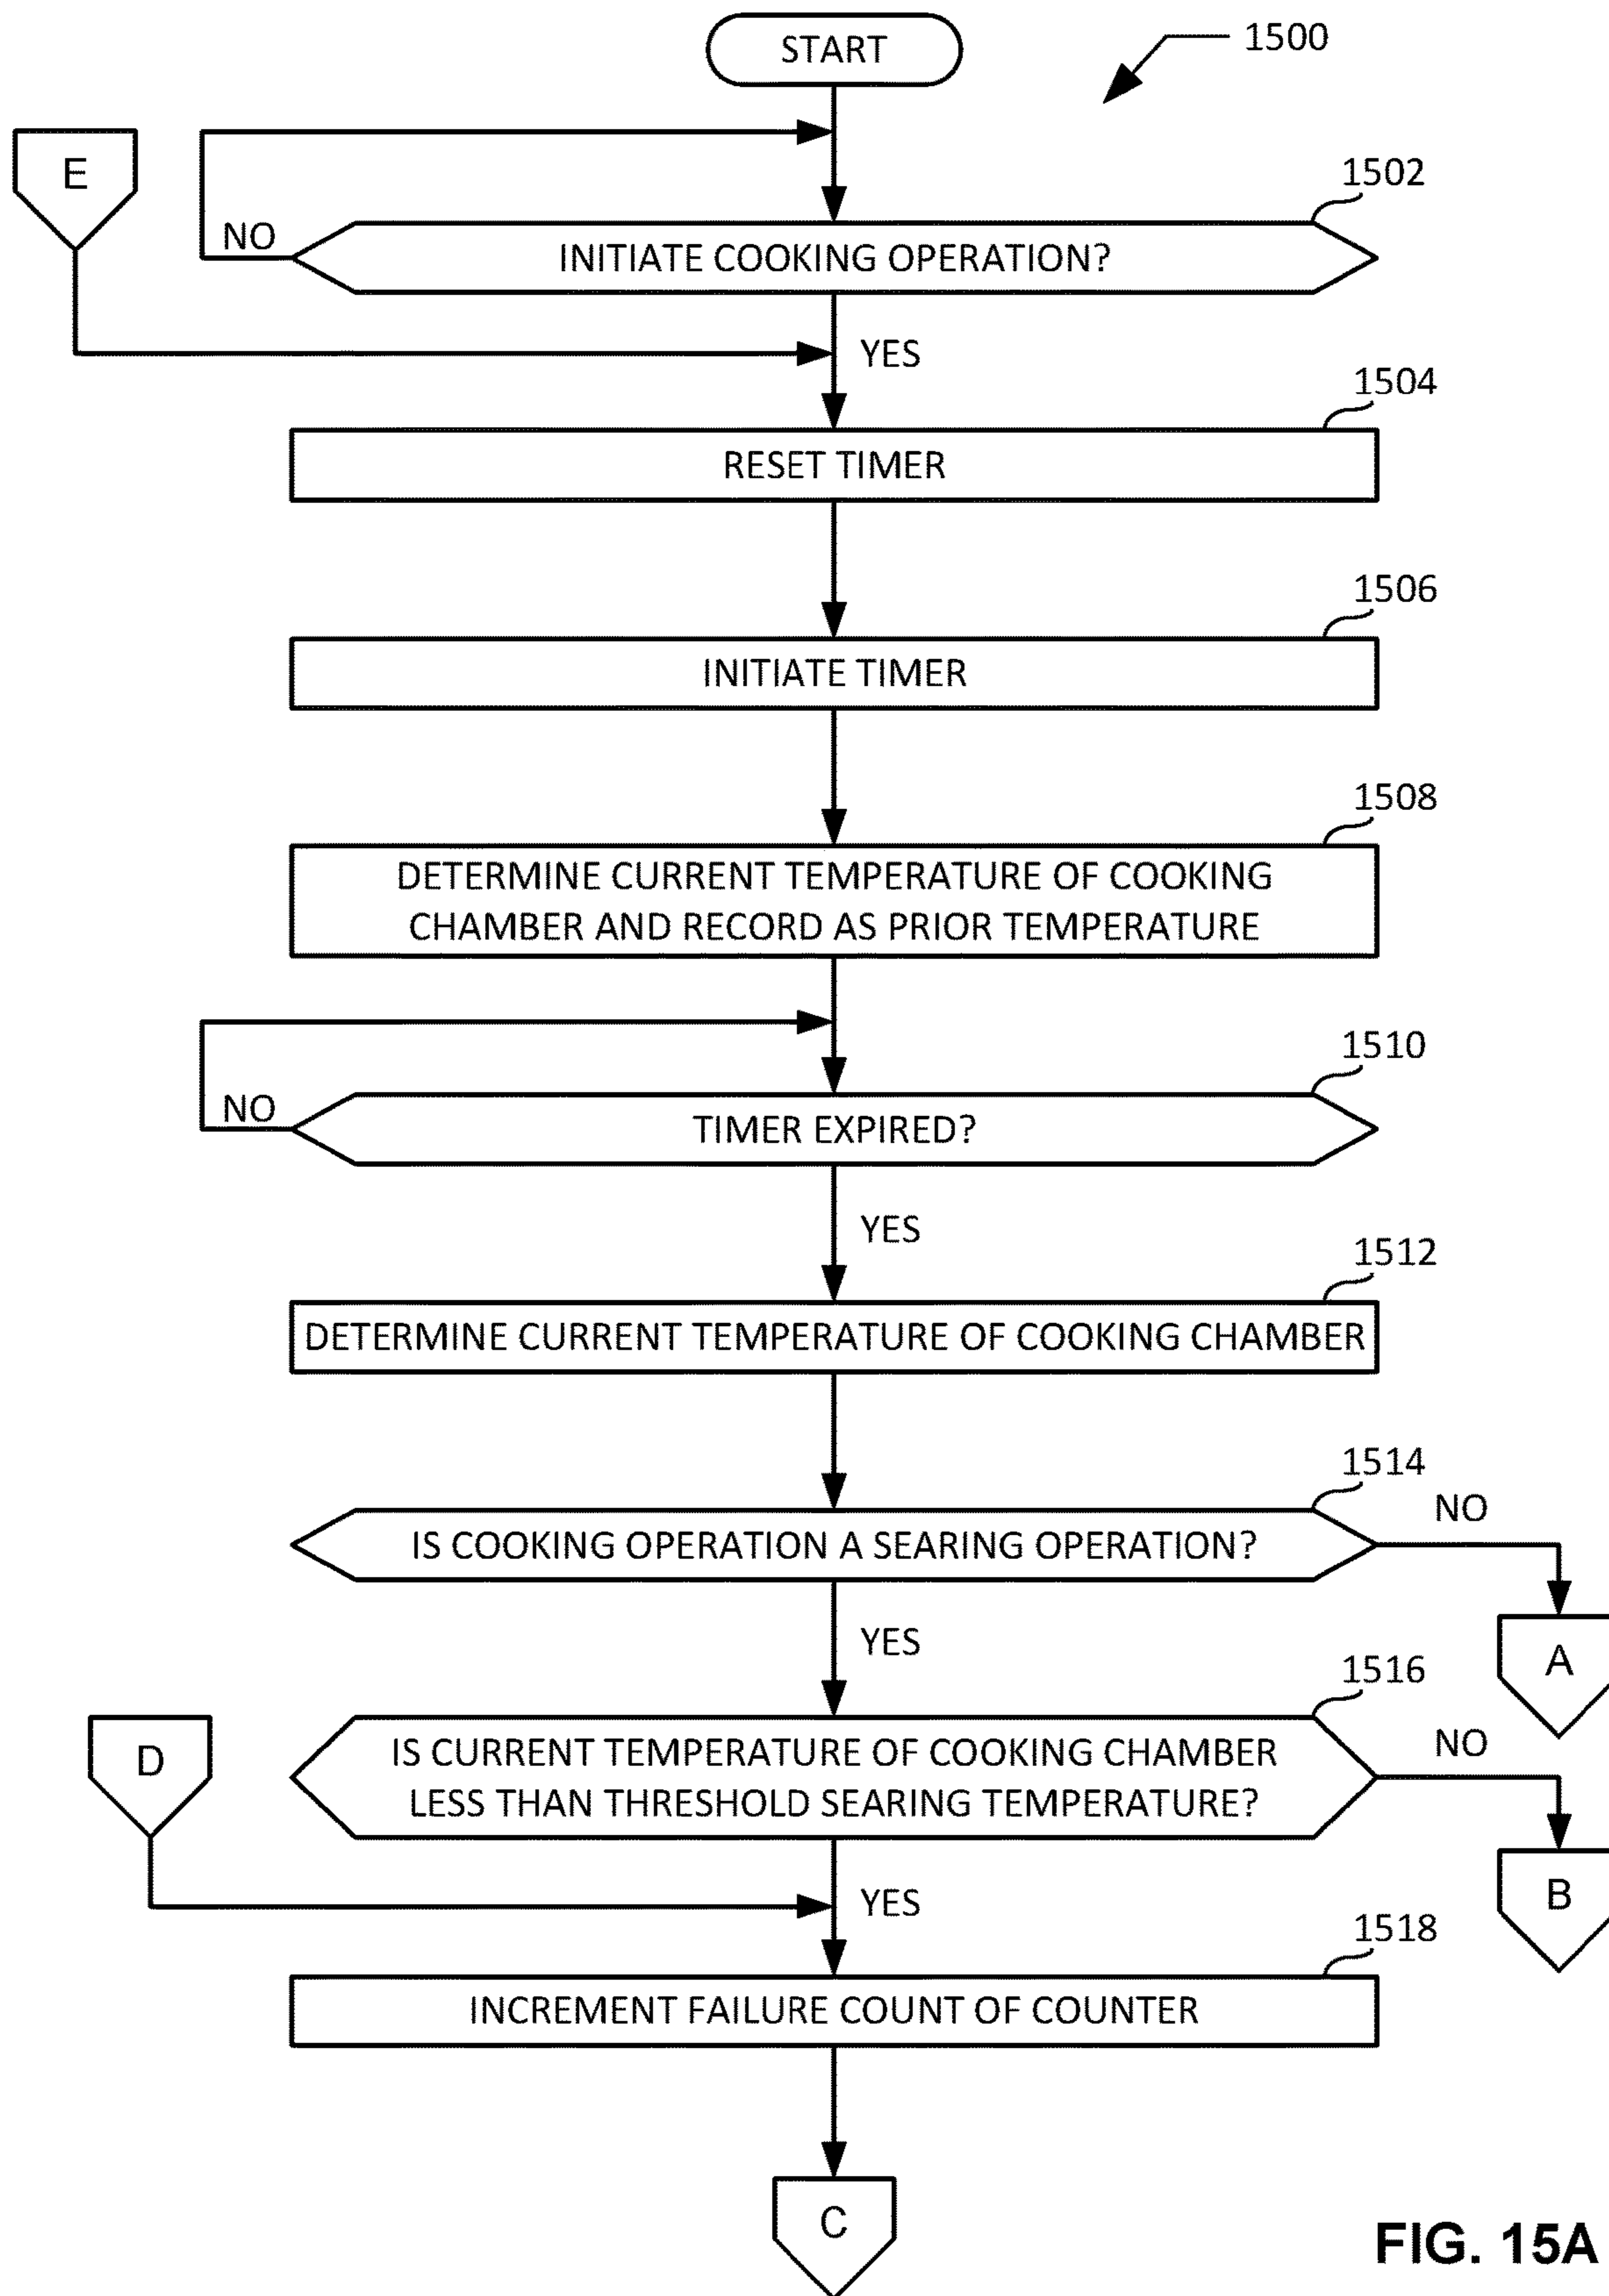 START
1500
E
1502
NO
INITIATE COOKING OPERATION?
YES
1504
RESET TIMER
1506
INITIATE TIMER
1508
DETERMINE CURRENT TEMPERATURE OF COOKING
CHAMBER AND RECORD AS PRIOR TEMPERATURE
1510
NO
TIMER EXPIRED?
YES
1512
DETERMINE CURRENT TEMPERATURE OF COOKING CHAMBER
1514
NO
IS COOKING OPERATION A SEARING OPERATION?
YES
A
1516
D
NO
IS CURRENT TEMPERATURE OF COOKING CHAMBER
LESS THAN THRESHOLD SEARING TEMPERATURE?
YES
B
1518
INCREMENT FAILURE COUNT OF COUNTER
C
FIG. 15A